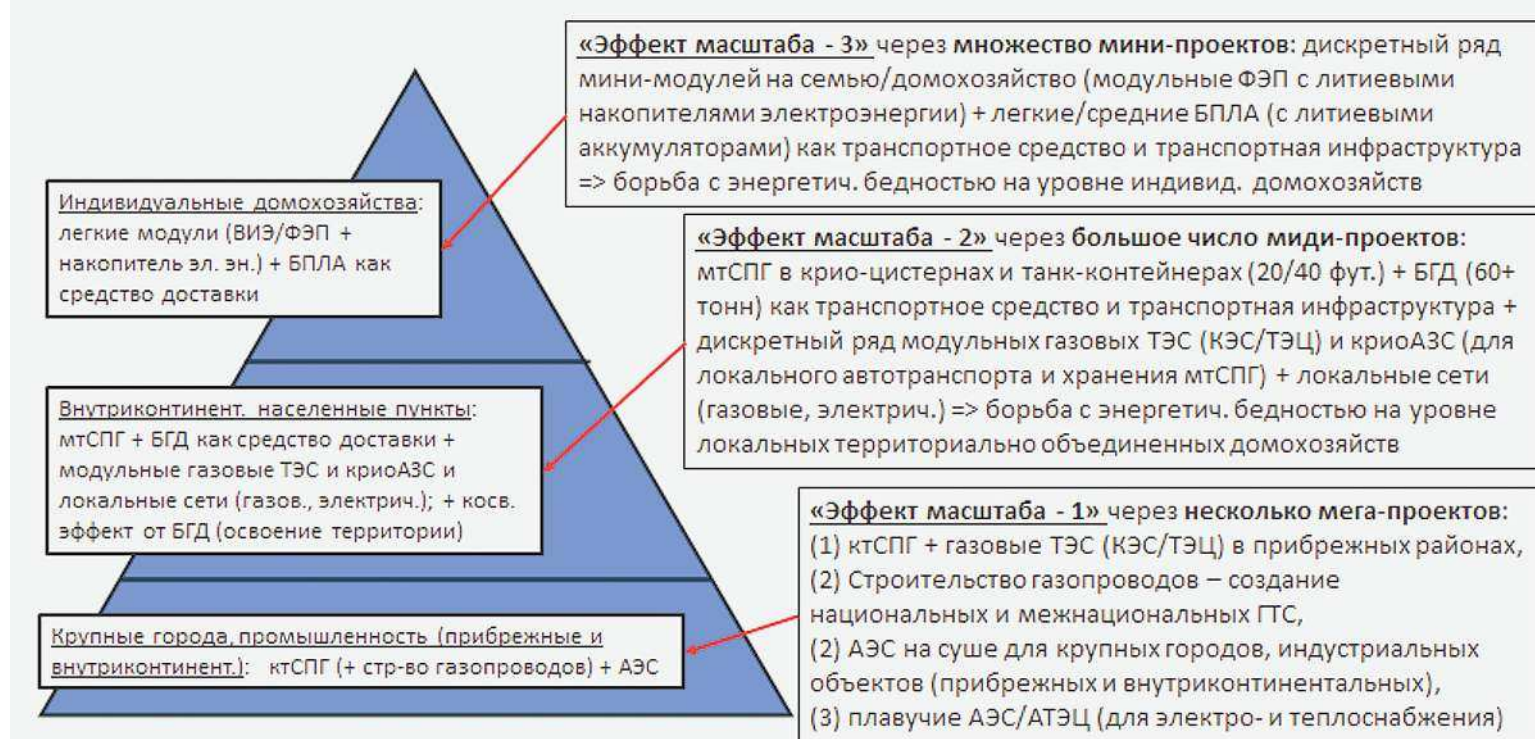 «Эффект масштаба - 3» через множество мини-проектов: дискретный ряд
мини-модулей на семью/домохозяйство (модульные ФЭП с литиевыми
накопителями электроэнергии) + легкие/средние БПЛА (с литиевыми
аккумуляторами) как транспортное средство и транспортная инфраструктура
=> борьба с энергетич. бедностью на уровне индивид. домохозяйств
Индивидуальные домохозяйства:
легкие модули (ВИЭ/ФЭП +
накопитель эл. эн.) + БПЛА как
средство доставки
«Эффект масштаба - 2» через большое число миди-проектов:
мтСПГ в крио-цистернах и танк-контейнерах (20/40 фут.) + БГД (60+
тонн) как транспортное средство и транспортная инфраструктура +
дискретный ряд модульных газовых ТЭС (КЭС/ТЭЦ) и криоАЗС (для
локального автотранспорта и хранения мтСПГ) + локальные сети
(газовые, электрич.) => борьба с энергетич. бедностью на уровне
локальных территориально объединенных домохозяйств
Внутриконтинент. населенные пункты:
мтСПГ + БГД как средство доставки +
модульные газовые ТЭС и криоАЗС и
локальные сети (газов., электрич.); + косв.
эффект от БГД (освоение территории)
«Эффект масштаба - 1» через несколько мега-проектов:
(1) ктСПГ + газовые ТЭС (КЭС/ТЭЦ) в прибрежных районах,
(2) Строительство газопроводов – создание
национальных и межнациональных ГТС,
(2) АЭС на суше для крупных городов, индустриальных
объектов (прибрежных и внутриконтинентальных),
(3) плавучие АЭС/АТЭЦ (для электро- и теплоснабжения)
Крупные города, промышленность (прибрежные и
внутриконтинент.): ктСПГ (+ стр-во газопроводов) + АЭС